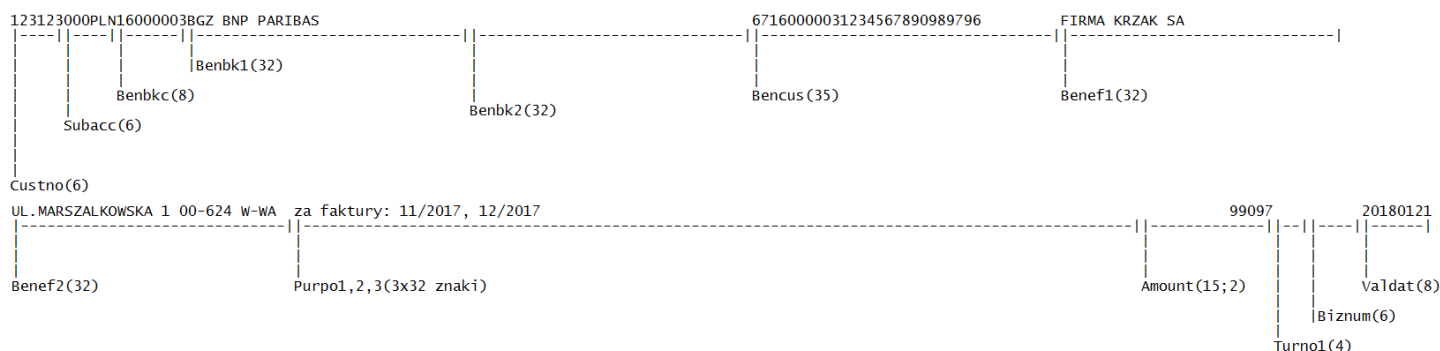 123123000PLN16000003BGZ BNP PARIBAS 67160000031234567890989796 FIRMA KRZAK SA
Benbk1(32)
Benbkc(8) Bencus(35) Benef1(32)
Benbk2(32)
Subacc(6)
Custno(6)
UL.MARSZALKOWSKA 1 00-624 W-WA za faktury: 11/2017, 12/2017 99097 20180121
Benef2(32) Purpo1,2,3(3x32 znaki) Amount(15;2) Valdat(8)
Biznum(6)
Turno1(4)